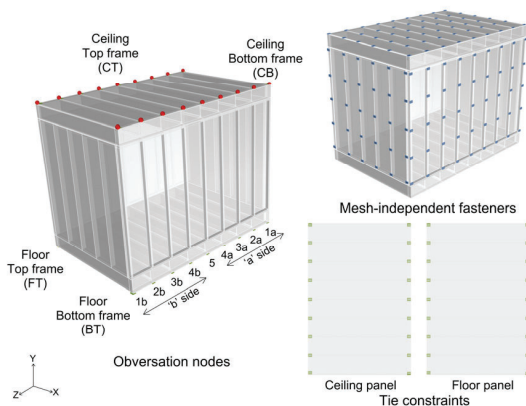 Ceiling
Top frame
(CT)
Ceiling
Bottom frame
(CB)
Floor
Top frame
(FT)
Floor
Bottom frame
(BT)
1b
2b
3b
4b
5
4a
3a
2a
1a
'b' side
'a' side
Y
Z
X
Obversation nodes
Mesh-independent fasteners
Ceiling panel
Floor panel
Tie constraints